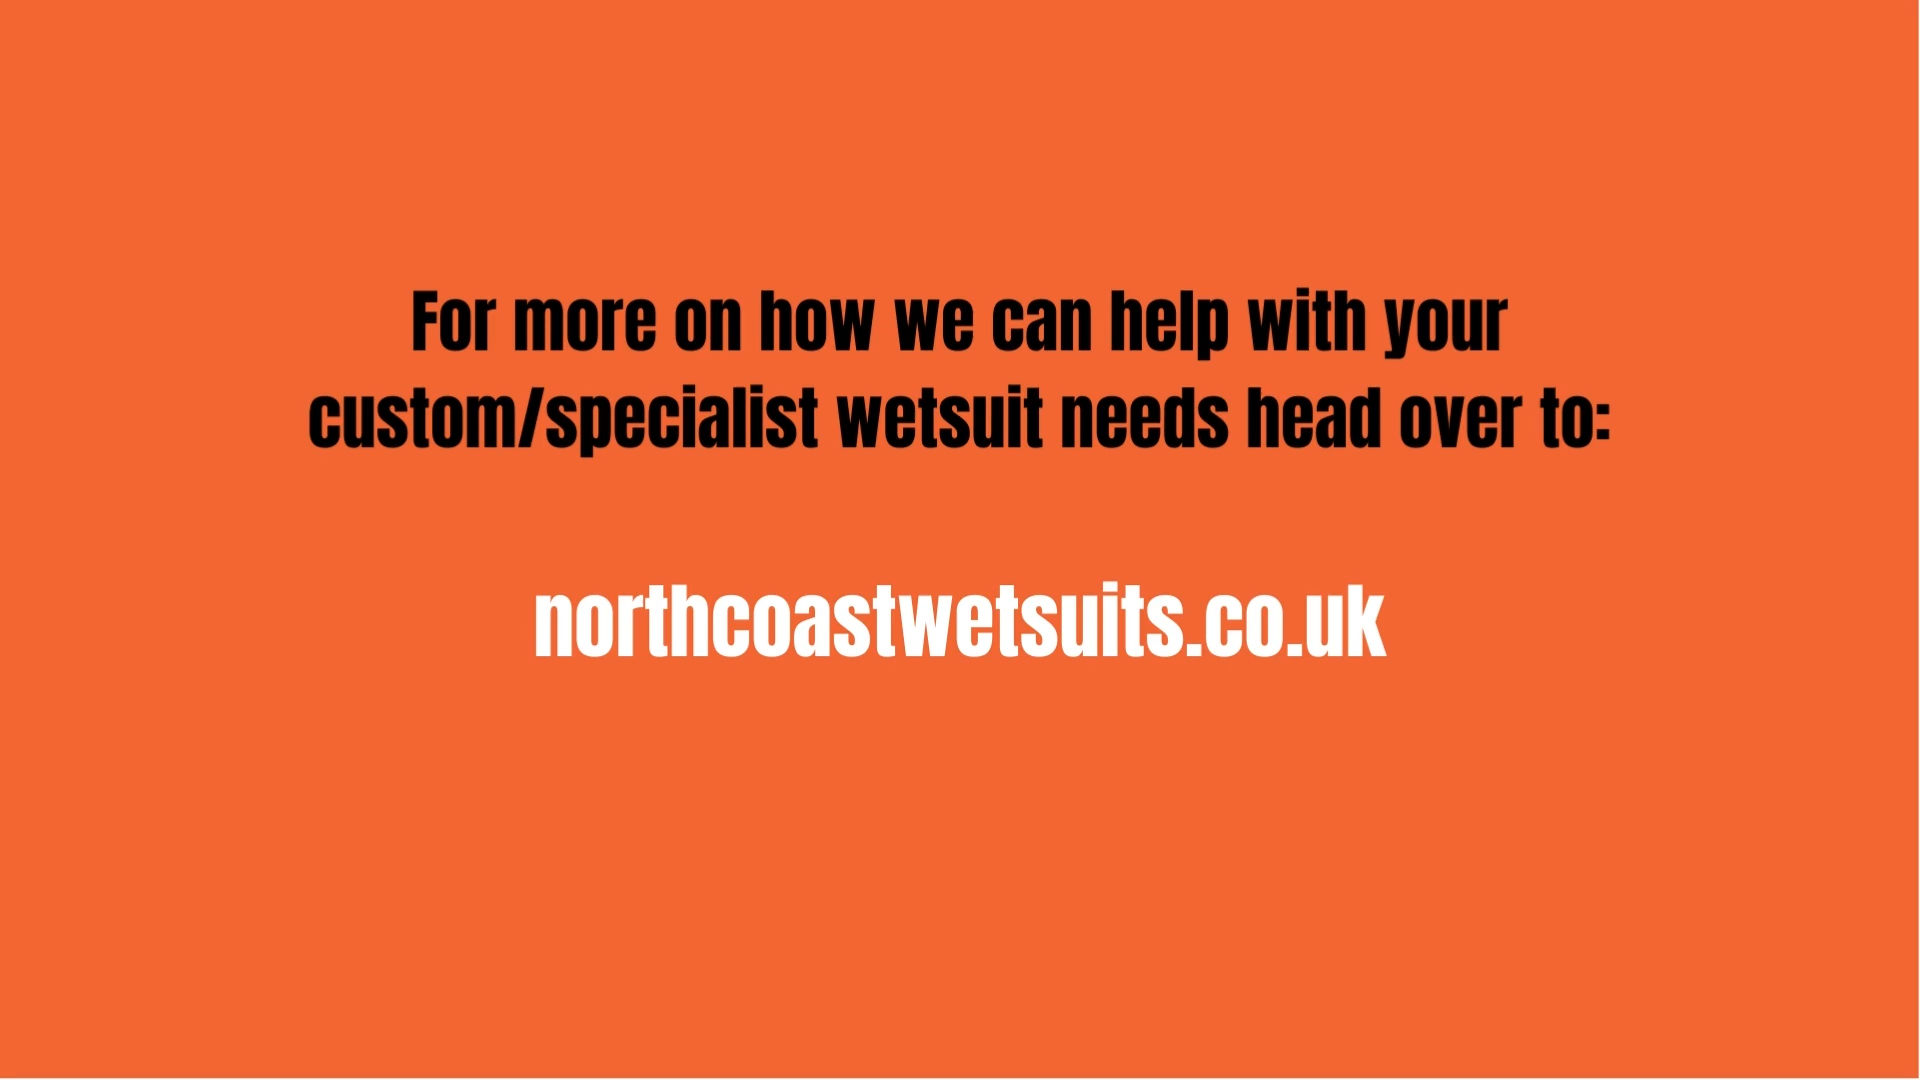 For more on how we can help with your
custom/specialist wetsuit needs head over to:
northcoastwetsuits.co.uk